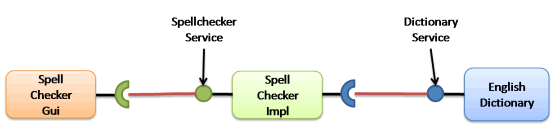 Spellchecker
Service
Dictionary
Service
Spell
Checker
Gui
Spell
Checker
Impl
English
Dictionary